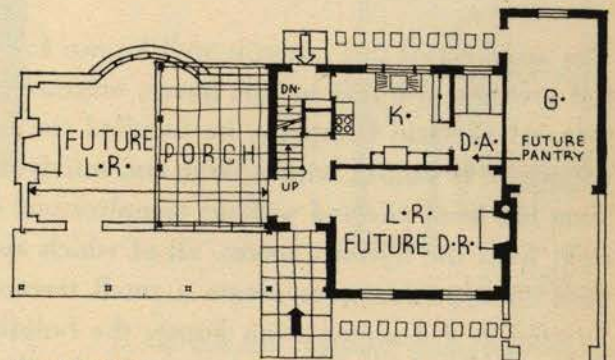 DN.
K.
G.
FUTURE
L.R.
PORCH
D.A.
FUTURE
PANTRY
UP
L.R.
FUTURE D.R.